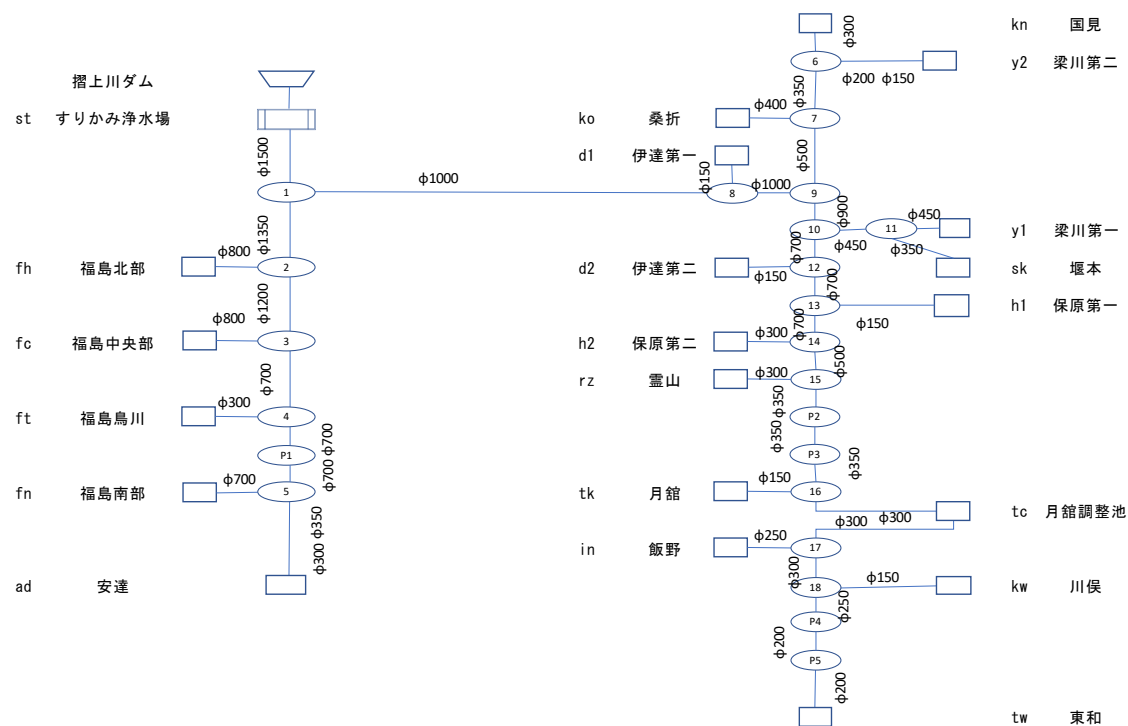 摺上川ダム
st すりかみ浄水場
φ1500
1
φ1000
φ1350
fh 福島北部
φ800
2
φ1200
fc 福島中央部
φ800
3
φ700
ft 福島鳥川
φ300
4
φ700
P1
φ700
fn 福島南部
φ700
5
φ350
φ300
ad 安達
kn 国見
φ300
6
φ200 φ150
y2 梁川第二
φ350
ko 桑折
φ400
7
d1 伊達第一
φ500
φ150
8
φ1000
9
φ900
10
φ450
11
φ450
y1 梁川第一
φ350
sk 堰本
φ700
d2 伊達第二
φ150
12
φ700
13
φ150
h1 保原第一
φ700
h2 保原第二
φ300
14
φ500
rz 霊山
φ300
15
φ350
P2
φ350
P3
φ350
tk 月舘
φ150
16
φ300
φ300
tc 月舘調整池
in 飯野
φ250
17
φ300
18
φ150
kw 川俣
φ250
P4
φ200
P5
φ200
tw 東和